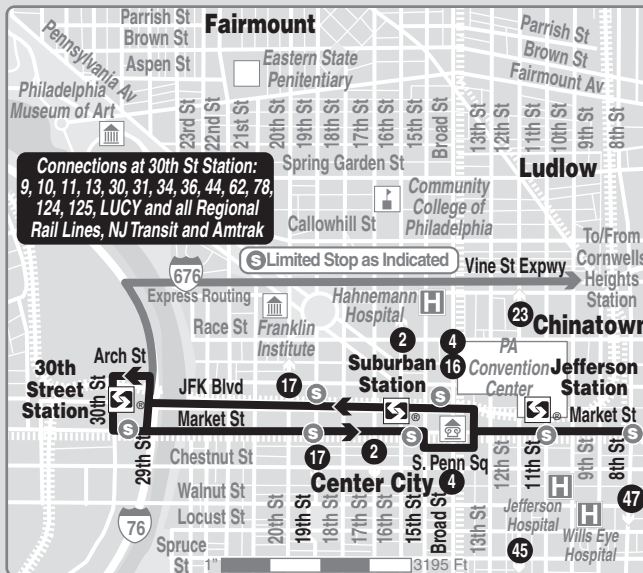 Parrish St
Brown St
Aspen St
Fairmount
Pennsylvania Av
Eastern State
Penitentiary
Philadelphia
Museum of Art
23rd St
22nd St
21st St
20th St
19th St
18th St
17th St
16th St
15th St
Broad St
13th St
12th St
11th St
10th St
9th St
8th St
Parrish St
Brown St
Fairmount Av
Connections at 30th St Station:
9, 10, 11, 13, 30, 31, 34, 36, 44, 62, 78,
124, 125, LUCY and all Regional
Rail Lines, NJ Transit and Amtrak
Spring Garden St
Ludlow
Community
College of
Philadelphia
Callowhill St
To/From
Cornwells
Heights
Station
676
S Limited Stop as Indicated
Vine St Expwy
Express Routing
Race St
Franklin
Institute
Hahnemann
Hospital
H
23
Chinatown
2
4
16
PA
Convention
Center
30th
Street
Station
Arch St
30th St
29th St
Suburban
Station
Jefferson
Station
JFK Blvd
17
S
S
®
®
®
Market St
Market St
S
S
S
S
S
17
2
4
Chestnut St
S. Penn Sq
Center City
Walnut St
Locust St
Spruce
St
76
20th St
19th St
18th St
17th St
16th St
15th St
Broad St
13th St
12th St
11th St
9th St
8th St
H
Jefferson
Hospital
H
Wills Eye
Hospital
47
45
1"
3195 Ft